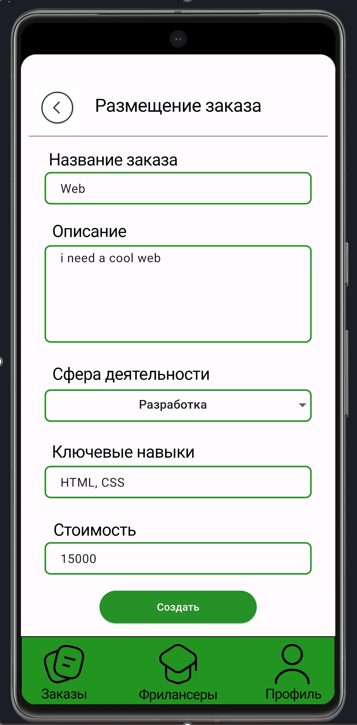 Размещение заказа
Название заказа
Web
Описание
i need a cool web
Сфера деятельности
Разработка
Ключевые навыки
HTML, CSS
Стоимость
15000
Создать
Заказы
Фрилансеры
Профиль